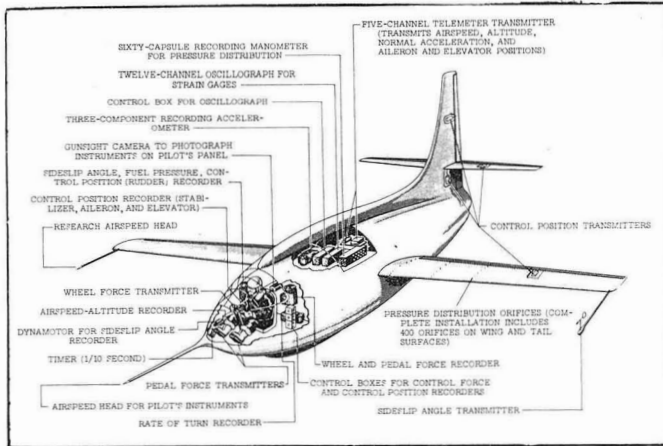 FIVE-CHANNEL TELEMETER TRANSMITTER
(TRANSMITS AIRSPEED, ALTITUDE,
NORMAL ACCELERATION, AND
AILERON AND ELEVATOR POSITIONS)
SIXTY-CAPSULE RECORDING MANOMETER
FOR PRESSURE DISTRIBUTION
TWELVE-CHANNEL OSCILLOGRAPH FOR
STRAIN GAGES
CONTROL BOX FOR OSCILLOGRAPH
THREE-COMPONENT RECORDING ACCELER-
OMETER
GUNSIGHT CAMERA TO PHOTOGRAPH
INSTRUMENTS ON PILOT'S PANEL
SIDESLIP ANGLE, FUEL PRESSURE, CON-
TROL POSITION (RUDDER) RECORDER
CONTROL POSITION RECORDER (STABI-
LIZER, AILERON, AND ELEVATOR)
RESEARCH AIRSPEED HEAD
CONTROL POSITION TRANSMITTERS
WHEEL FORCE TRANSMITTER
AIRSPEED-ALTITUDE RECORDER
DYNAMOTOR FOR SIDESLIP ANGLE
RECORDER
TIMER (1/10 SECOND)
PEDAL FORCE TRANSMITTERS
AIRSPEED HEAD FOR PILOT'S INSTRUMENTS
RATE OF TURN RECORDER
PRESSURE DISTRIBUTION ORIFICES (COM-
PLETE INSTALLATION INCLUDES
400 ORIFICES ON WING AND TAIL
SURFACES)
WHEEL AND PEDAL FORCE RECORDER
CONTROL BOXES FOR CONTROL FORCE
AND CONTROL POSITION RECORDERS
SIDESLIP ANGLE TRANSMITTER